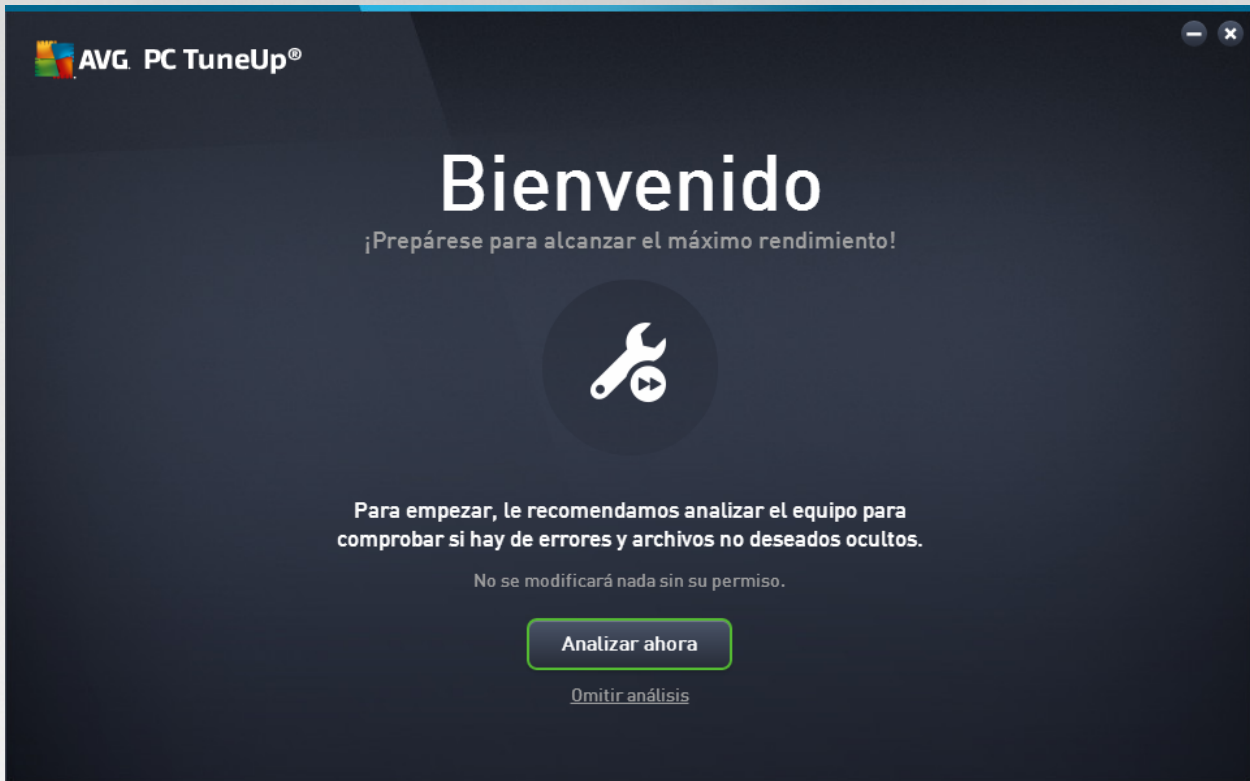 AVG. PC TuneUp®
Bienvenido
¡Prepárese para alcanzar el máximo rendimiento!
Para empezar, le recomendamos analizar el equipo para
comprobar si hay de errores y archivos no deseados ocultos.
No se modificará nada sin su permiso.
Analizar ahora
Omitir análisis